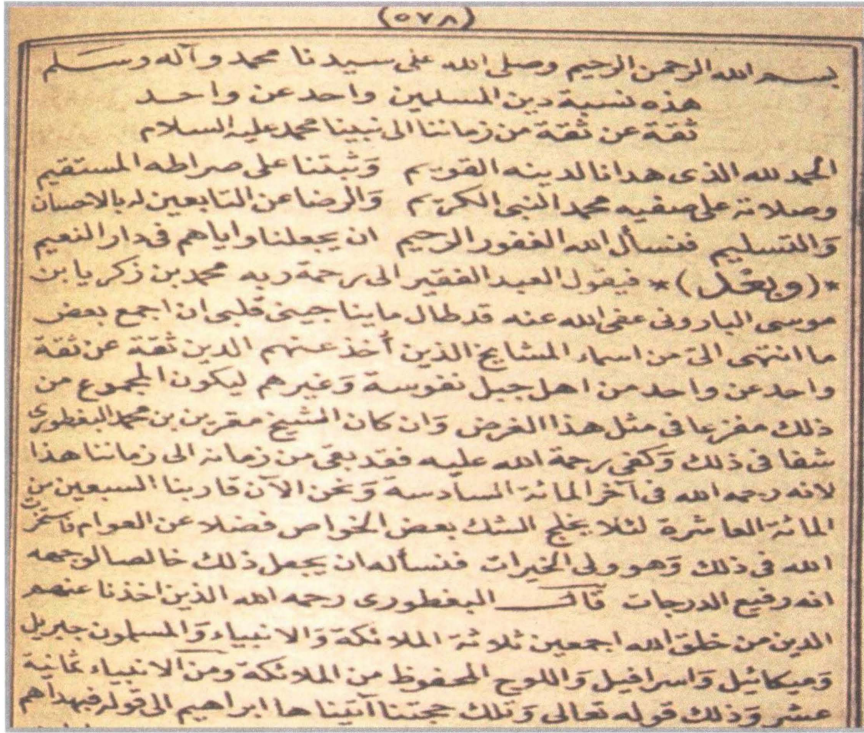 (٥٧٨)
بسم الله الرحمن الرحيم وصلى الله على سيدنا محمد وآله وسلم
هذه نسبة دين المسلمين واحد عن واحد
ثقة عن ثقة من زماننا الى نبينا محمد عليه السلام
الحمد لله الذى هدانا لدينه القويم وثبتنا على صراطه المستقيم
وصلاته على صفيه محمد النبى الكريم والرضا عن التابعين له بالاحسان
والتسليم فنسأل الله الغفور الرحيم ان يجعلنا واياهم فى دار النعيم
*(وبعد)* فيقول العبد الفقير الى رحمة ربه محمد بن زكريا بن
موسى البارونى عفى الله عنه قد طال ما يناجينى قلبى ان اجمع بعض
ما انتهى الىّ من اسماء المشايخ الذين أخذ عنهم الدين ثقة عن ثقة
واحد عن واحد من اهل جبل نفوسة وغيرهم ليكون المجموع من
ذلك مفزعا فى مثل هذا الغرض وان كان الشيخ مقرين بن محمد البغطورى
شفا فى ذلك وكفى رحمة الله عليه فقد بقى من زمانه الى زماننا هذا
لانه رحمه الله فى آخر المائة السادسة ونحن الآن قاربنا السبعين من
المائة العاشرة لئلا يخلج الشك بعض الخواص فضلا عن العوام
الله فى ذلك وهو ولى الخيرات فنسأله ان يجعل ذلك خالصا لوجهه
انه رفيع الدرجات قال البغطورى رحمه الله الذين اخذنا عنهم
الدين من خلق الله اجمعين ثلاثة الملائكة والانبياء والمسلمون جبريل
وميكائيل واسرافيل واللوح المحفوظ من الملائكة ومن الانبياء ثمانية
عشر وذلك قوله تعالى وتلك حجتنا آتيناها ابراهيم الى قوله فبهداهم